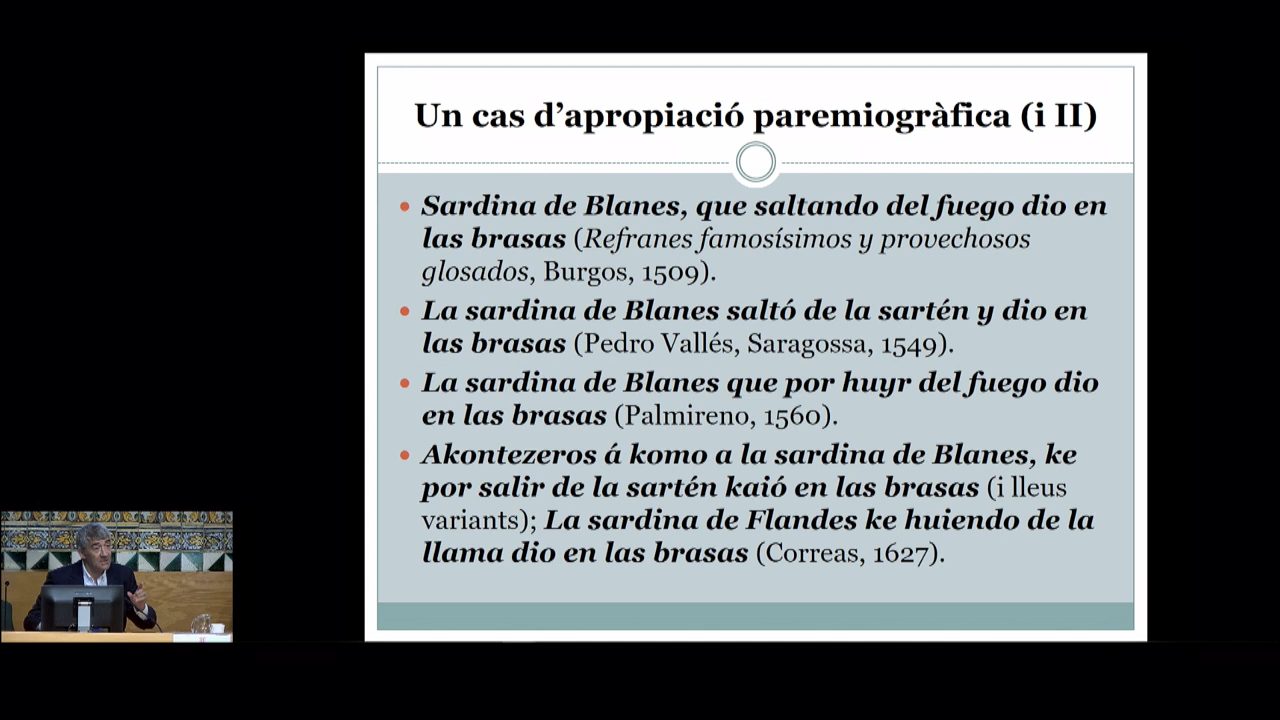 Un cas d’apropiació paremiogràfica (i II)
Sardina de Blanes, que saltando del fuego dio en
las brasas (Refranes famosísimos y provechosos
glosados, Burgos, 1509).
La sardina de Blanes saltó de la sartén y dio en
las brasas (Pedro Vallés, Saragossa, 1549).
La sardina de Blanes que por huyr del fuego dio
en las brasas (Palmireno, 1560).
Akontezeros á komo a la sardina de Blanes, ke
por salir de la sartén kaió en las brasas (i lleus
variants); La sardina de Flandes ke huiendo de la
llama dio en las brasas (Correas, 1627).